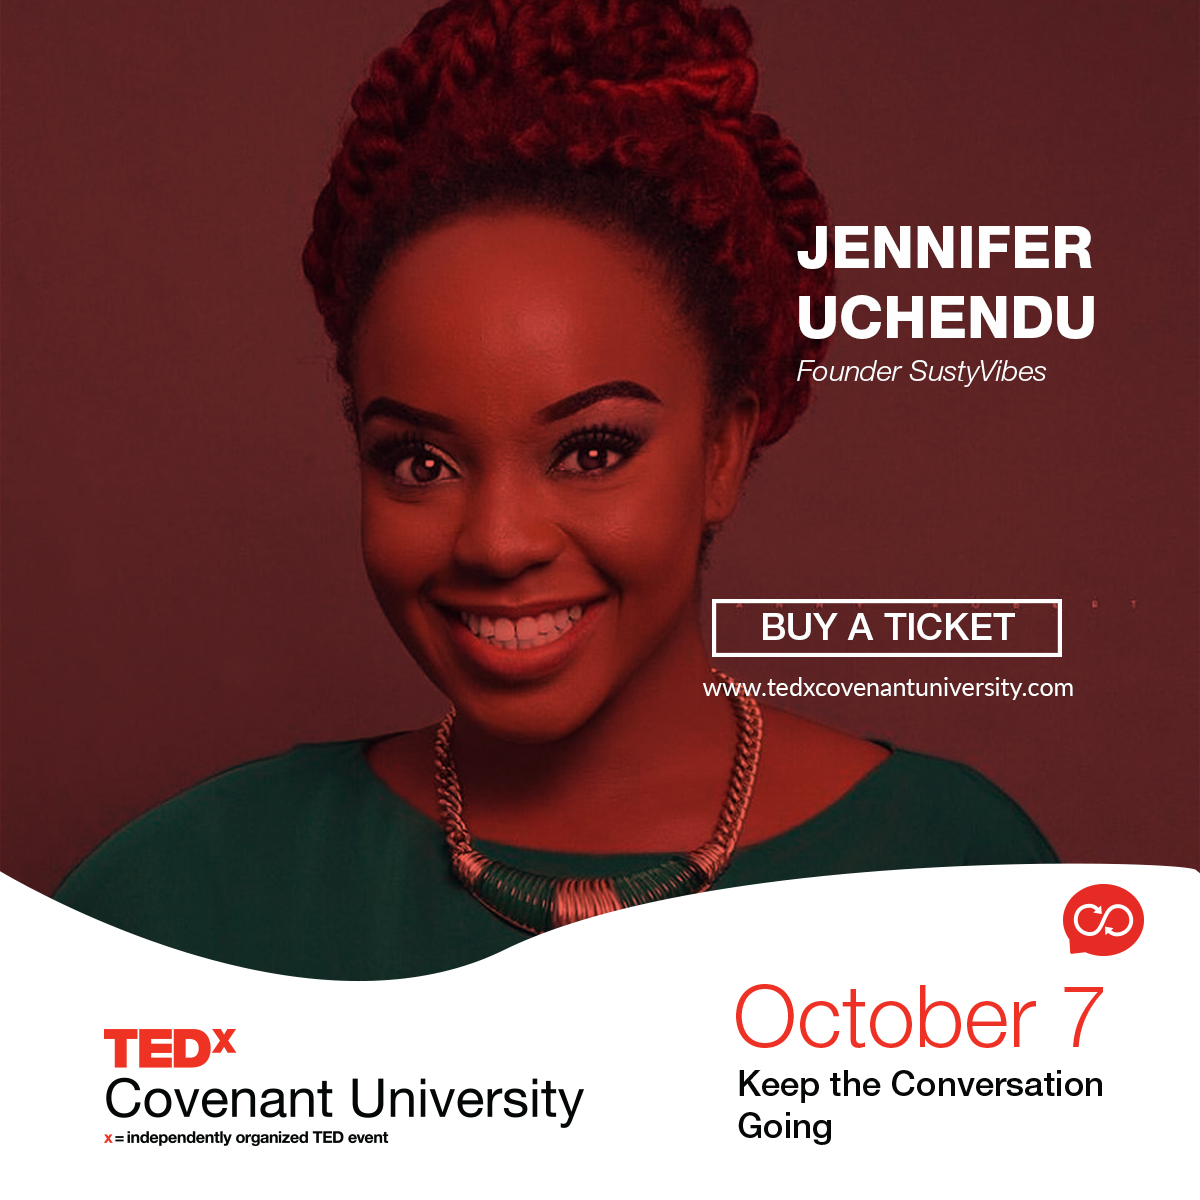 JENNIFER
UCHENDU
Founder SustyVibes
BUY A TICKET
www.tedxcovenantuniversity.com
TEDx
Covenant University
x = independently organized TED event
October 7
Keep the Conversation
Going